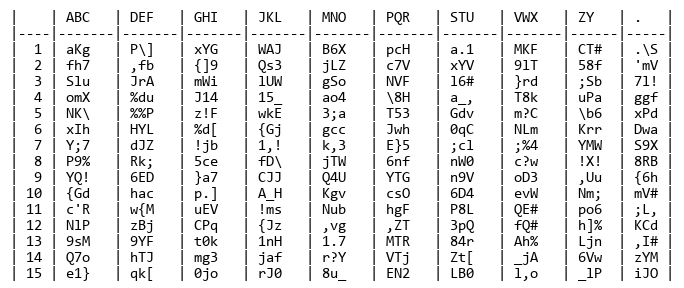 |    | ABC   | DEF   | GHI   | JKL   | MNO   | PQR   | STU   | VWX   | ZY  | .   |
|----|-------|-------|-------|-------|-------|-------|-------|-------|-----|-----|
|  1 | aKg   | P\]   | xYG   | WAJ   | B6X   | pcH   | a.1   | MKF   | CT# | .\S |
|  2 | fh7   | ,fb   | {]9   | Qs3   | jLZ   | c7V   | xYV   | 9lT   | 58f | 'mV |
|  3 | Slu   | JrA   | mWi   | lUW   | gSo   | NVF   | l6#   | }rd   | ;Sb | 7l! |
|  4 | omX   | %du   | J14   | 15_   | ao4   | \8H   | a_,   | T8k   | uPa | ggf |
|  5 | NK\   | %%P   | z!F   | wkE   | 3;a   | T53   | Gdv   | m?C   | \b6 | xPd |
|  6 | xIh   | HYL   | %d[   | {Gj   | gcc   | Jwh   | 0qC   | NLm   | Krr | Dwa |
|  7 | Y;7   | dJZ   | !jb   | 1,!   | k,3   | E}5   | ;cl   | ;%4   | YMW | S9X |
|  8 | P9%   | Rk;   | 5ce   | fD\   | jTW   | 6nf   | nW0   | c?w   | !X! | 8RB |
|  9 | YQ!   | 6ED   | }a7   | CJJ   | Q4U   | YTG   | n9V   | oD3   | ,Uu | {6h |
| 10 | {Gd   | hac   | p.]   | A_H   | Kgv   | csO   | 6D4   | evW   | Nm; | mV# |
| 11 | c'R   | w{M   | uEV   | !ms   | Nub   | hgF   | P8L   | QE#   | po6 | ;L, |
| 12 | NlP   | zBj   | CPq   | {Jz   | ,vg   | ,ZT   | 3pQ   | fQ#   | h]% | KCd |
| 13 | 9sM   | 9YF   | t0k   | 1nH   | 1.7   | MTR   | 84r   | Ah%   | Ljn | ,I# |
| 14 | Q7o   | hTJ   | mg3   | jaf   | r?Y   | VTj   | Zt[   | _jA   | 6Vw | zYM |
| 15 | e1}   | qk[   | 0jo   | rJ0   | 8u_   | EN2   | LB0   | l,o   | _lP | iJO |